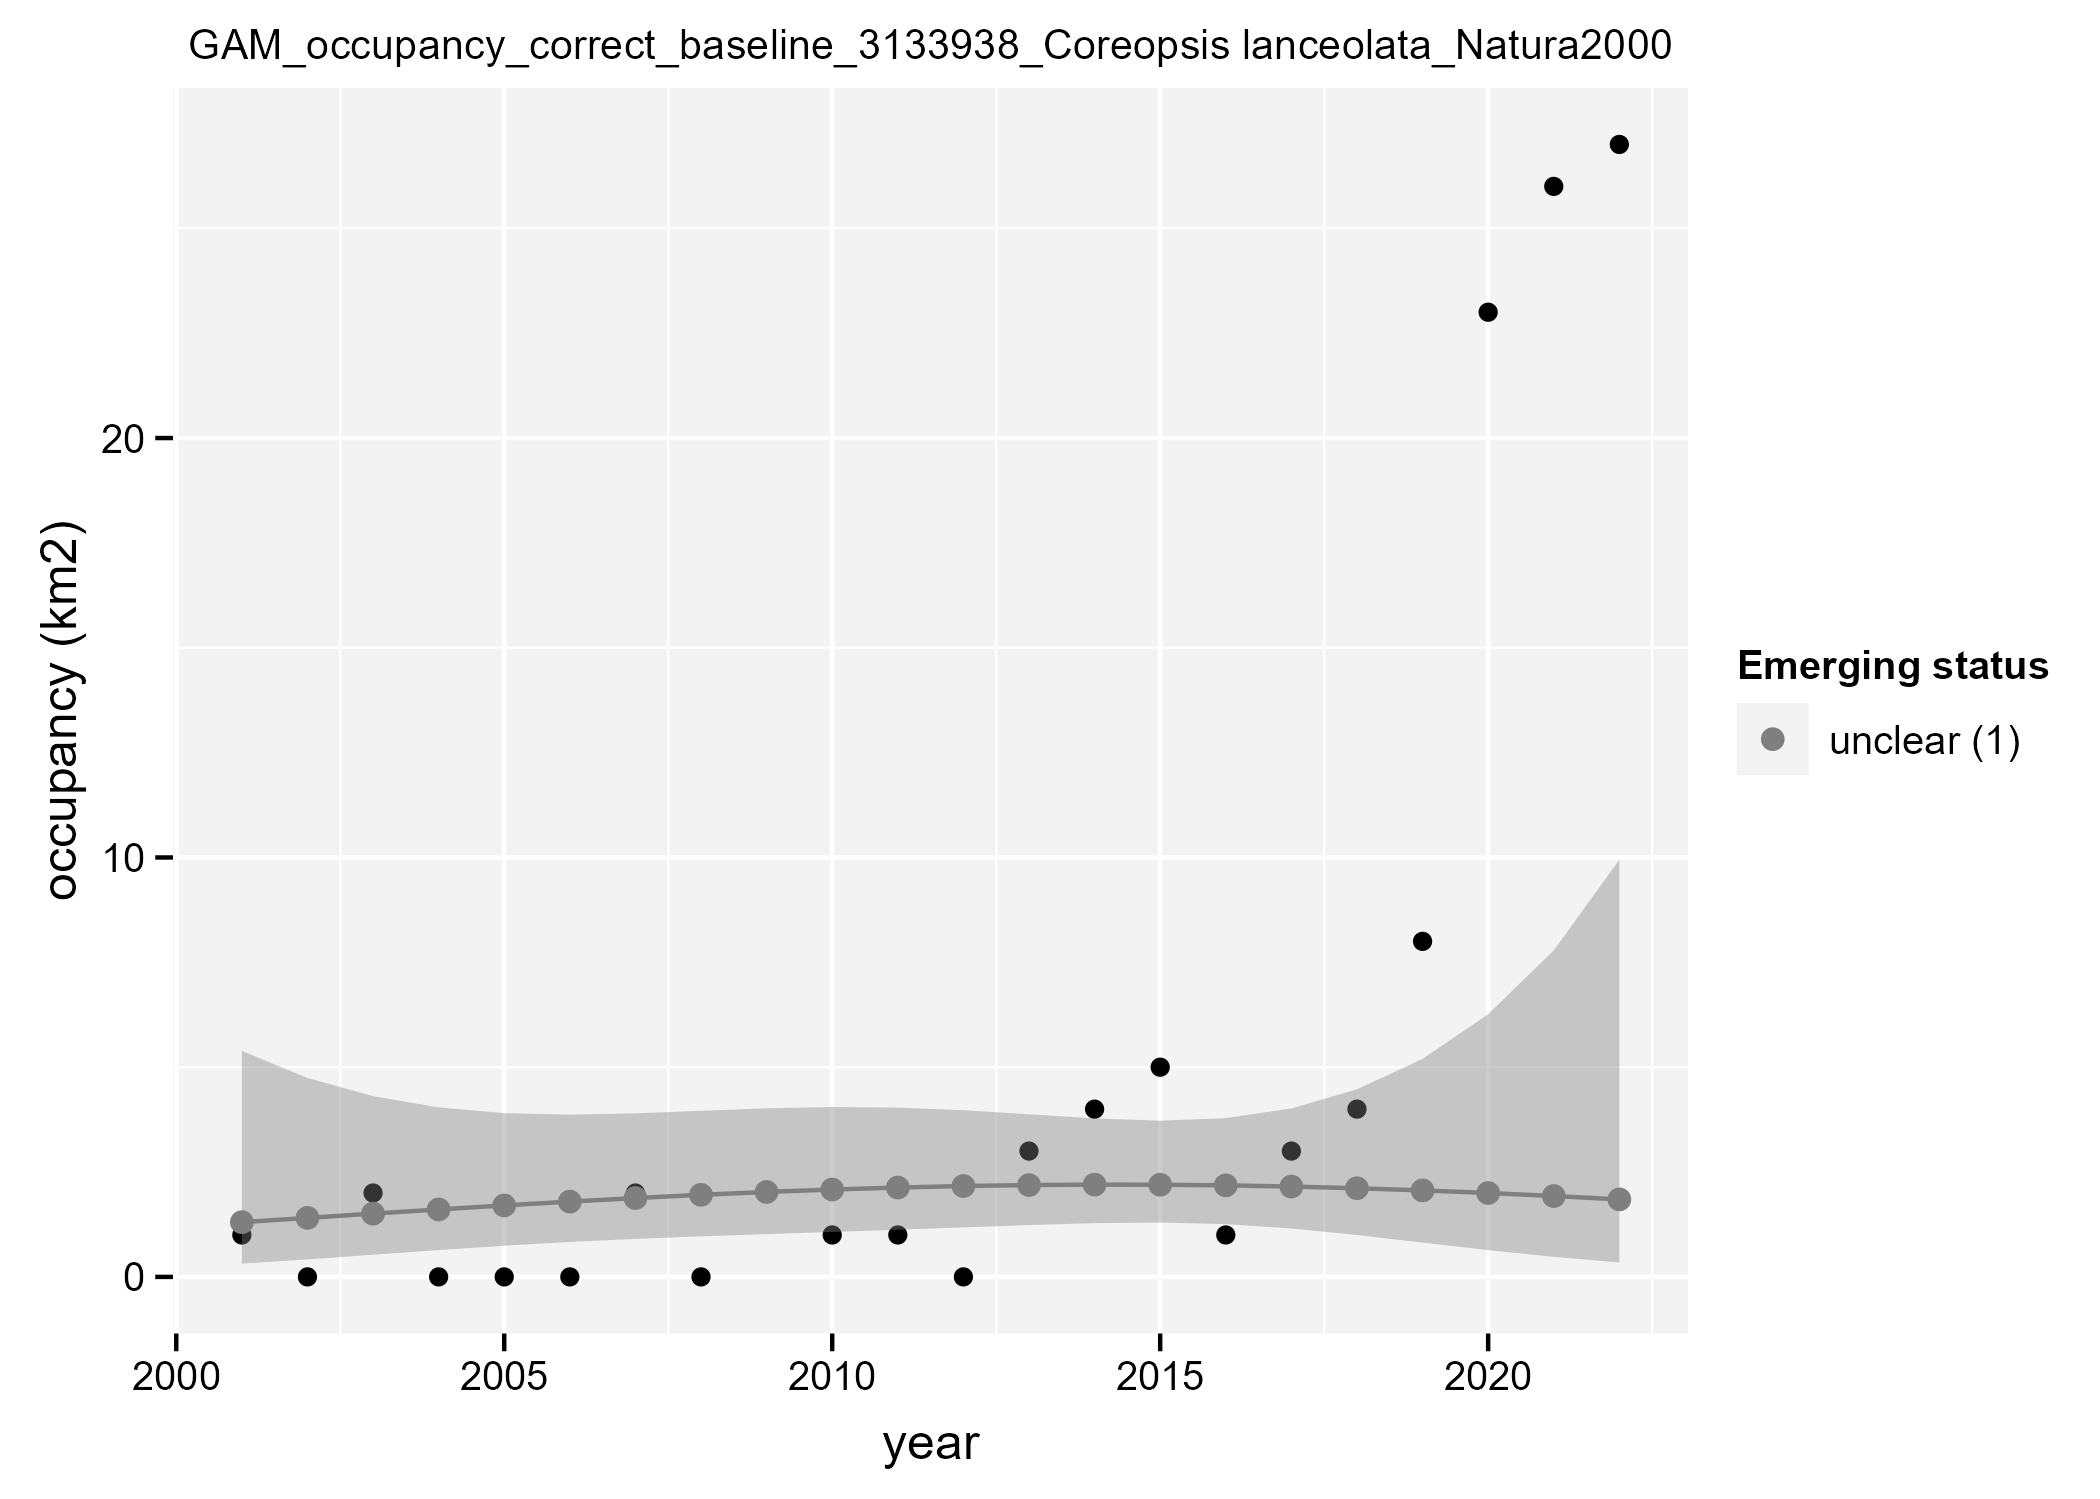 GAM_occupancy_correct_baseline_3133938_Coreopsis lanceolata_Natura2000
occupancy (km2)
20
10
0
2000 2005 2010 2015 2020
year
Emerging status
unclear (1)